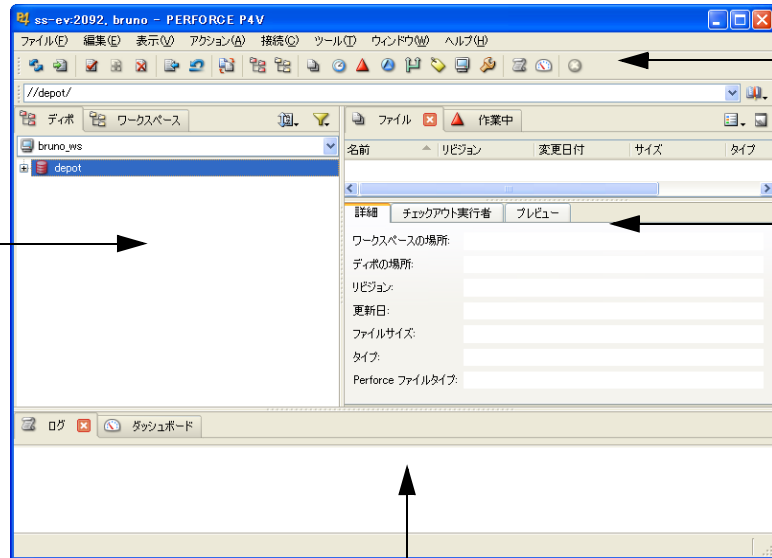 ss-ev:2092, bruno - PERFORCE P4V
ファイル(F) 編集(E) 表示(V) アクション(A) 接続(C) ツール(T) ウィンドウ(W) ヘルプ(H)
//depot/
ディポ ワークスペース
bruno_ws
depot
ファイル 作業中
名前 リビジョン 変更日付 サイズ タイプ
詳細 チェックアウト実行者 プレビュー
ワークスペースの場所:
ディポの場所:
リビジョン:
更新日:
ファイルサイズ:
タイプ:
Perforce ファイルタイプ:
ログ ダッシュボード